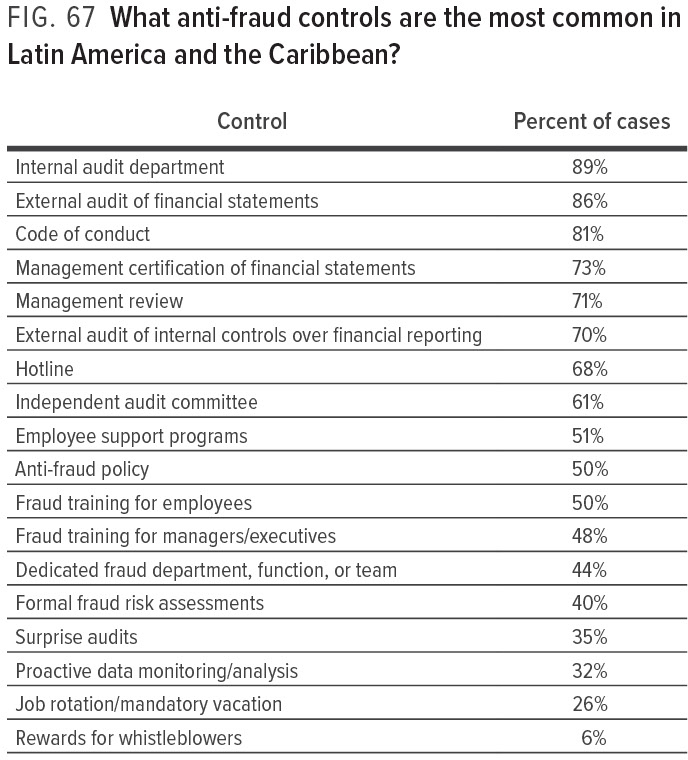 FIG. 67 What anti-fraud controls are the most common in
Latin America and the Caribbean?
Control Percent of cases
Internal audit department 89%
External audit of financial statements 86%
Code of conduct 81%
Management certification of financial statements 73%
Management review 71%
External audit of internal controls over financial reporting 70%
Hotline 68%
Independent audit committee 61%
Employee support programs 51%
Anti-fraud policy 50%
Fraud training for employees 50%
Fraud training for managers/executives 48%
Dedicated fraud department, function, or team 44%
Formal fraud risk assessments 40%
Surprise audits 35%
Proactive data monitoring/analysis 32%
Job rotation/mandatory vacation 26%
Rewards for whistleblowers 6%